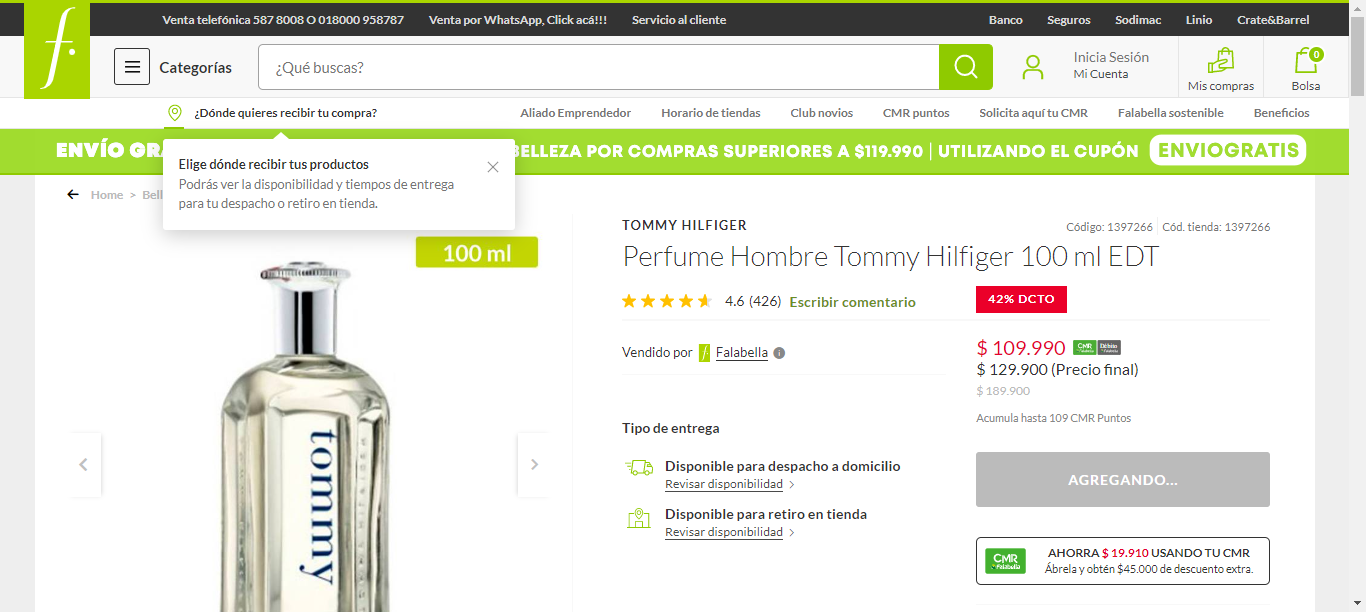 Venta telefónica 587 8008 O 018000 958787
Venta por WhatsApp, Click acá!!!
Servicio al cliente
Banco
Seguros
Sodimac
Linio
Crate&Barrel
f.
Categorías
¿Qué buscas?
Inicia Sesión
Mi Cuenta
Mis compras
0
Bolsa
¿Dónde quieres recibir tu compra?
Aliado Emprendedor
Horario de tiendas
Club novios
CMR puntos
Solicita aquí tu CMR
Falabella sostenible
Beneficios
ENVÍO GRA
BELLEZA POR COMPRAS SUPERIORES A $119.990 | UTILIZANDO EL CUPÓN ENVIOGRATIS
Elige dónde recibir tus productos
Podrás ver la disponibilidad y tiempos de entrega
para tu despacho o retiro en tienda.
Home > Bell
100 ml
tommy
TOMMY HILFIGER
Código: 1397266
Cód. tienda: 1397266
Perfume Hombre Tommy Hilfiger 100 ml EDT
4.6 (426)
Escribir comentario
42% DCTO
Vendido por f Falabella
$ 109.990 CMR Falabella Débito Falabella
$ 129.900 (Precio final)
$ 189.900
Acumula hasta 109 CMR Puntos
Tipo de entrega
Disponible para despacho a domicilio
Revisar disponibilidad >
Disponible para retiro en tienda
Revisar disponibilidad >
AGREGANDO...
CMR
Falabella
AHORRA $ 19.910 USANDO TU CMR
Ábrela y obtén $45.000 de descuento extra.